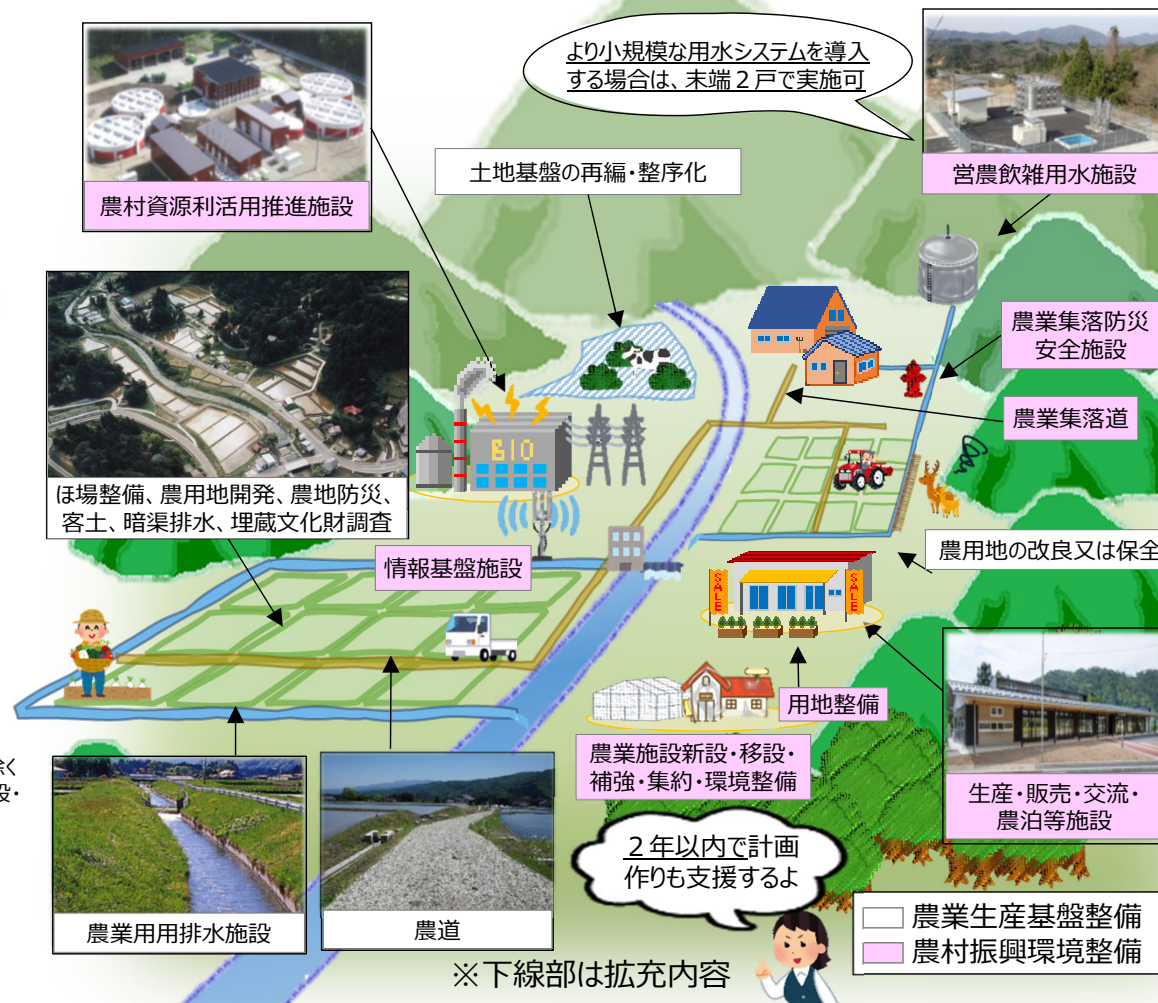 より小規模な用水システムを導入
する場合は、末端２戸で実施可
農村資源利活用推進施設
土地基盤の再編・整序化
営農飲雑用水施設
農業集落防災
安全施設
農業集落道
ほ場整備、農用地開発、農地防災、
客土、暗渠排水、埋蔵文化財調査
BIO
情報基盤施設
農用地の改良又は保全
SALE
SALE
用地整備
農業施設新設・移設・
補強・集約・環境整備
生産・販売・交流・
農泊等施設
除く
設・
２年以内で計画
作りも支援するよ
農業用用排水施設
農道
農業生産基盤整備
農村振興環境整備
※下線部は拡充内容